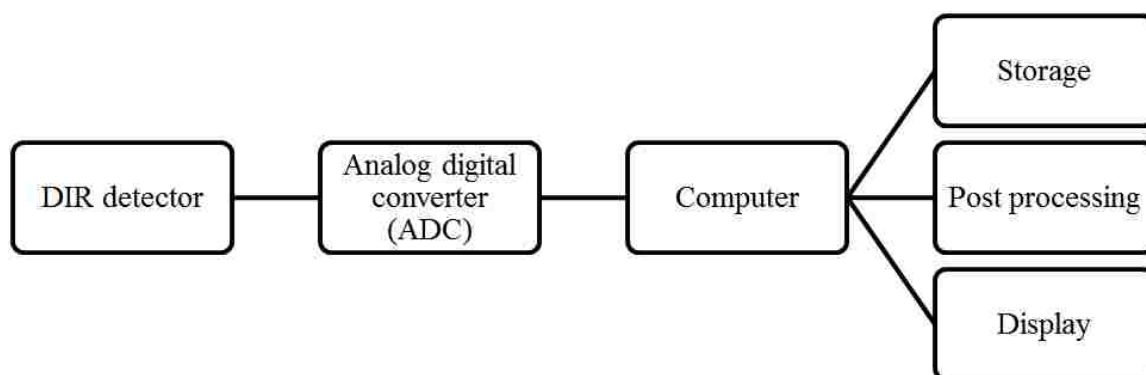 DIR detector
Analog digital
converter
(ADC)
Computer
Storage
Post processing
Display